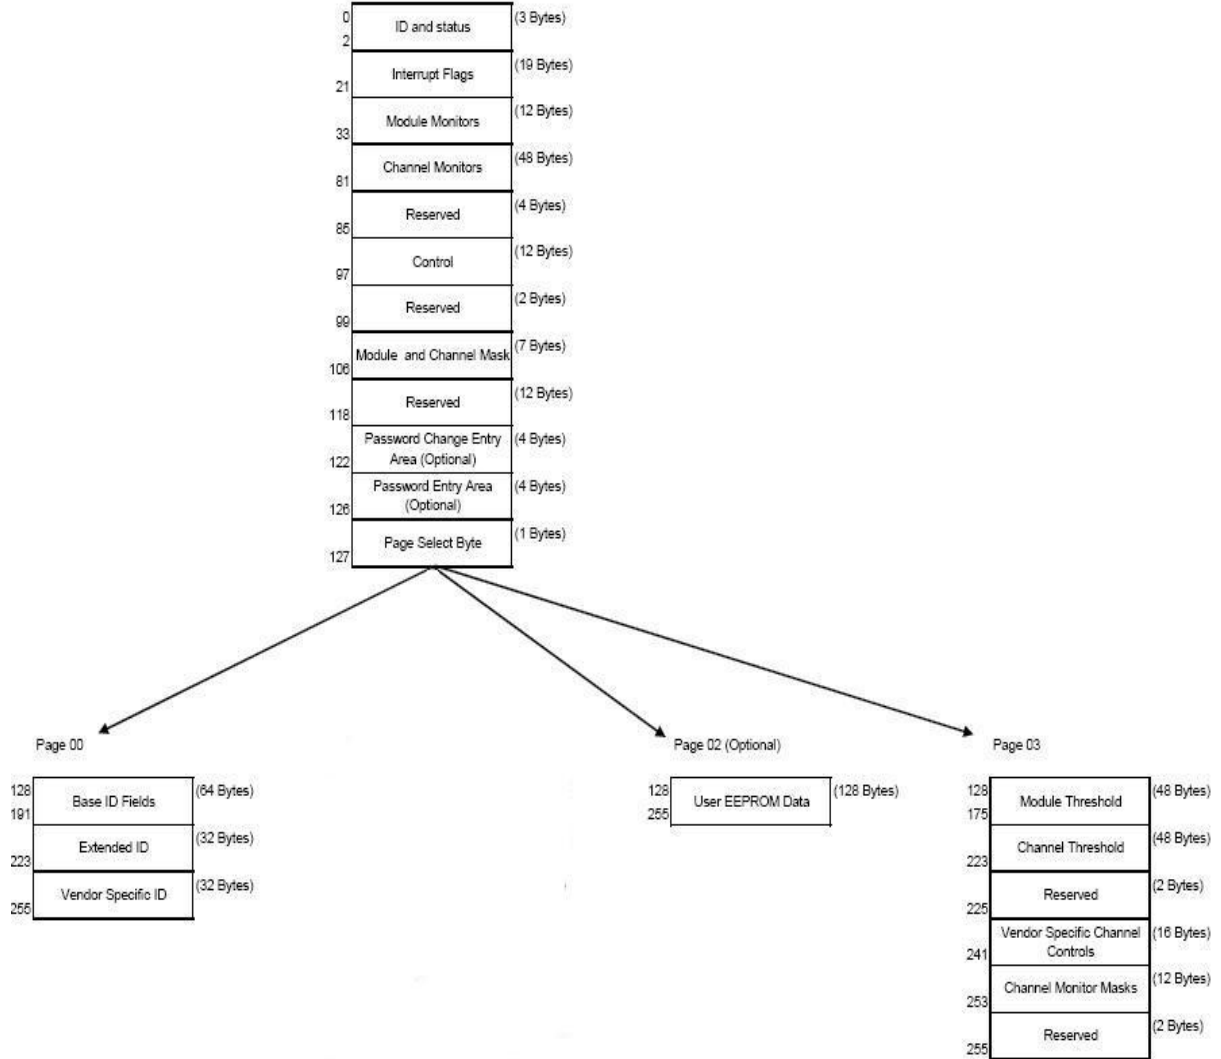 0
ID and status
(3 Bytes)
2
Interrupt Flags
(19 Bytes)
21
Module Monitors
(12 Bytes)
33
Channel Monitors
(48 Bytes)
81
Reserved
(4 Bytes)
85
Control
(12 Bytes)
97
Reserved
(2 Bytes)
99
Module and Channel Mask
(7 Bytes)
106
Reserved
(12 Bytes)
118
Password Change Entry
Area (Optional)
(4 Bytes)
122
Password Entry Area
(Optional)
(4 Bytes)
126
Page Select Byte
(1 Bytes)
127
Page 00
128
Base ID Fields
(64 Bytes)
191
Extended ID
(32 Bytes)
223
Vendor Specific ID
(32 Bytes)
255
Page 02 (Optional)
128
User EEPROM Data
(128 Bytes)
255
Page 03
128
Module Threshold
(48 Bytes)
175
Channel Threshold
(48 Bytes)
223
Reserved
(2 Bytes)
225
Vendor Specific Channel
Controls
(16 Bytes)
241
Channel Monitor Masks
(12 Bytes)
253
Reserved
(2 Bytes)
255